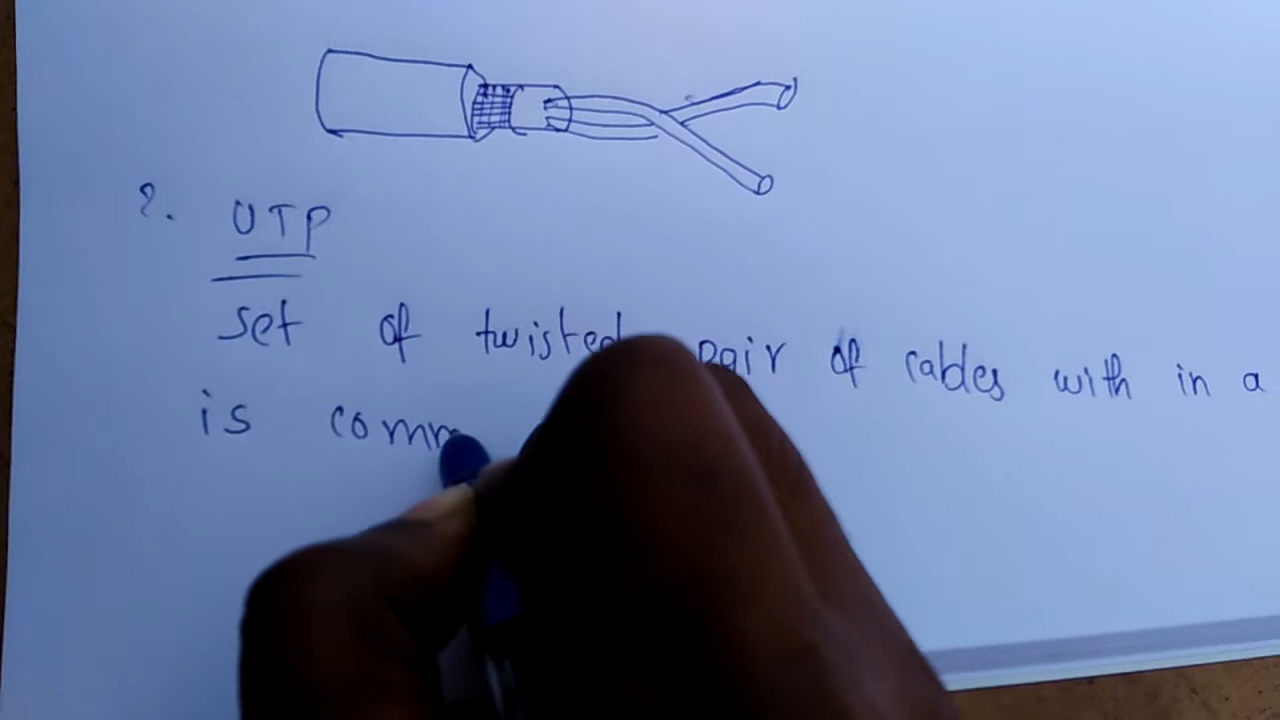 2. UTP
set of twisted pair of cables with in a
is comm